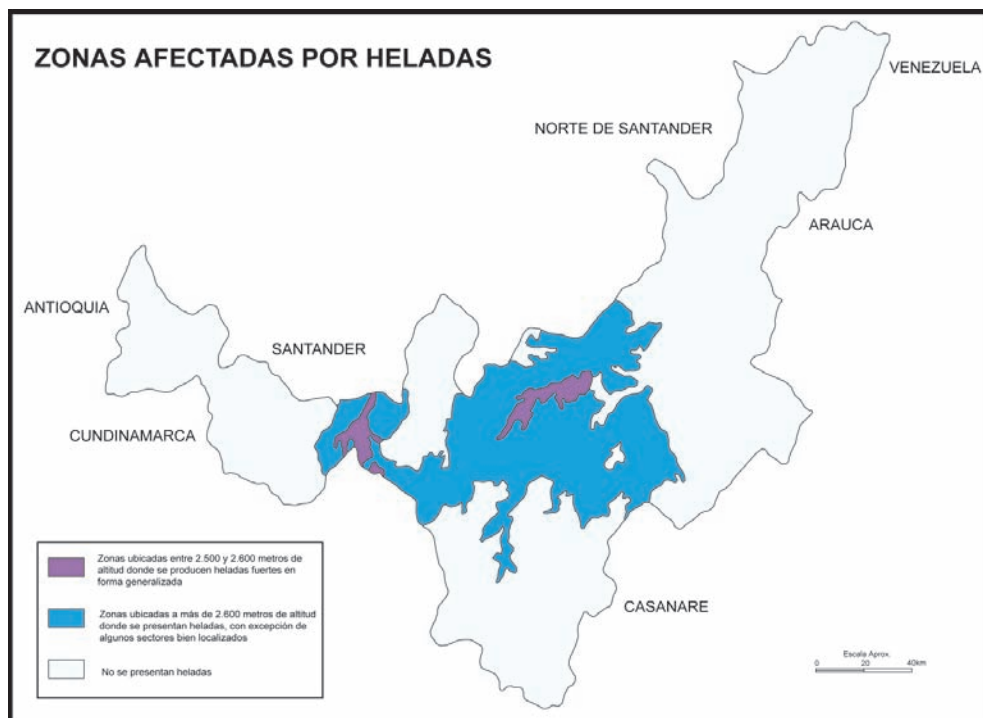 ZONAS AFECTADAS POR HELADAS
VENEZUELA
NORTE DE SANTANDER
ARAUCA
ANTIOQUIA
SANTANDER
CUNDINAMARCA
CASANARE
Zonas ubicadas entre 2.500 y 2.600 metros de
altitud donde se producen heladas fuertes en
forma generalizada
Zonas ubicadas a más de 2.600 metros de altitud
donde se presentan heladas, con excepción de
algunos sectores bien localizados
No se presentan heladas
Escala Aprox.
0 20 40km